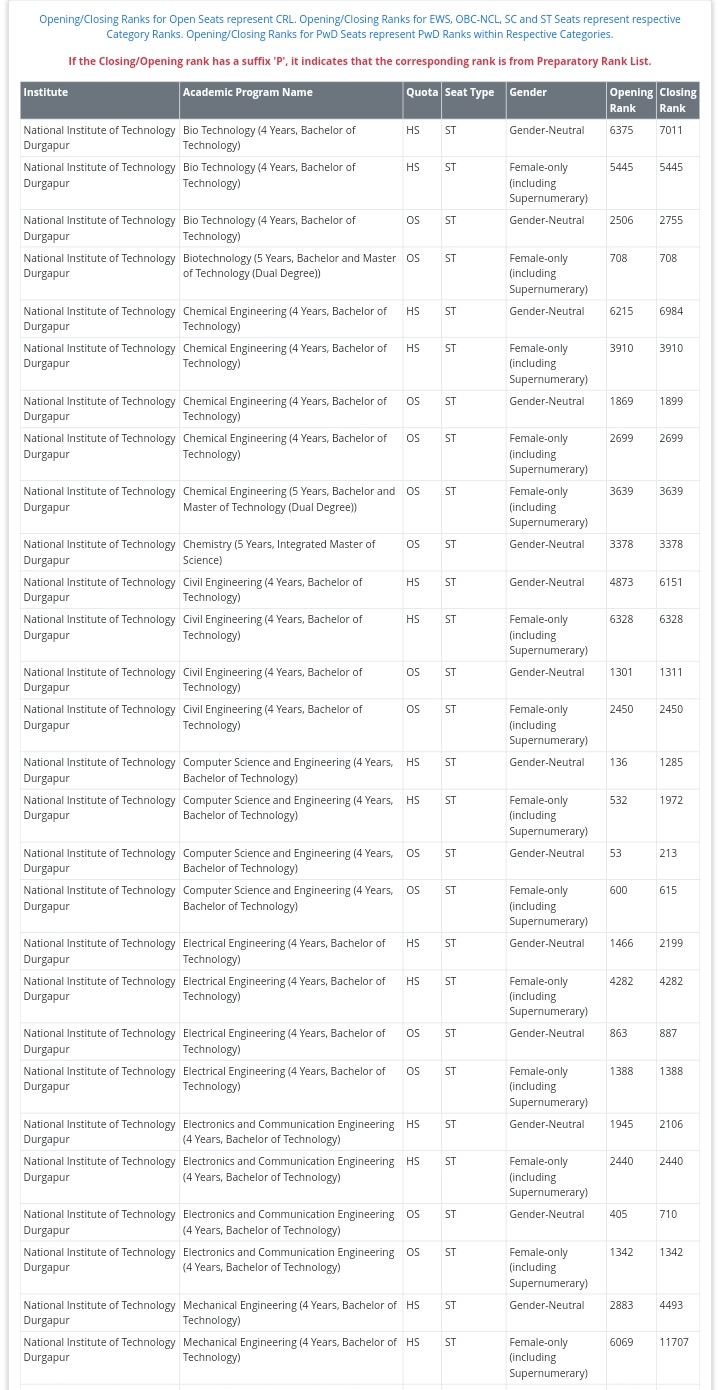 Opening/Closing Ranks for Open Seats represent CRL. Opening/Closing Ranks for EWS, OBC-NCL, SC and ST Seats represent respective
Category Ranks. Opening/Closing Ranks for PwD Seats represent PwD Ranks within Respective Categories.
If the Closing/Opening rank has a suffix 'P', it indicates that the corresponding rank is from Preparatory Rank List.
Institute Academic Program Name Quota Seat Type Gender Opening Closing
Rank Rank
National Institute of Technology Bio Technology (4 Years, Bachelor of HS ST Gender-Neutral 6375 7011
Durgapur Technology)
National Institute of Technology Bio Technology (4 Years, Bachelor of HS ST Female-only 5445 5445
Durgapur Technology) (including
Supernumerary)
National Institute of Technology Bio Technology (4 Years, Bachelor of OS ST Gender-Neutral 2506 2755
Durgapur Technology)
National Institute of Technology Biotechnology (5 Years, Bachelor and Master OS ST Female-only 708 708
Durgapur of Technology (Dual Degree)) (including
Supernumerary)
National Institute of Technology Chemical Engineering (4 Years, Bachelor of HS ST Gender-Neutral 6215 6984
Durgapur Technology)
National Institute of Technology Chemical Engineering (4 Years, Bachelor of HS ST Female-only 3910 3910
Durgapur Technology) (including
Supernumerary)
National Institute of Technology Chemical Engineering (4 Years, Bachelor of OS ST Gender-Neutral 1869 1899
Durgapur Technology)
National Institute of Technology Chemical Engineering (4 Years, Bachelor of OS ST Female-only 2699 2699
Durgapur Technology) (including
Supernumerary)
National Institute of Technology Chemical Engineering (5 Years, Bachelor and OS ST Female-only 3639 3639
Durgapur Master of Technology (Dual Degree)) (including
Supernumerary)
National Institute of Technology Chemistry (5 Years, Integrated Master of OS ST Gender-Neutral 3378 3378
Durgapur Science)
National Institute of Technology Civil Engineering (4 Years, Bachelor of HS ST Gender-Neutral 4873 6151
Durgapur Technology)
National Institute of Technology Civil Engineering (4 Years, Bachelor of HS ST Female-only 6328 6328
Durgapur Technology) (including
Supernumerary)
National Institute of Technology Civil Engineering (4 Years, Bachelor of OS ST Gender-Neutral 1301 1311
Durgapur Technology)
National Institute of Technology Civil Engineering (4 Years, Bachelor of OS ST Female-only 2450 2450
Durgapur Technology) (including
Supernumerary)
National Institute of Technology Computer Science and Engineering (4 Years, HS ST Gender-Neutral 136 1285
Durgapur Bachelor of Technology)
National Institute of Technology Computer Science and Engineering (4 Years, HS ST Female-only 532 1972
Durgapur Bachelor of Technology) (including
Supernumerary)
National Institute of Technology Computer Science and Engineering (4 Years, OS ST Gender-Neutral 53 213
Durgapur Bachelor of Technology)
National Institute of Technology Computer Science and Engineering (4 Years, OS ST Female-only 600 615
Durgapur Bachelor of Technology) (including
Supernumerary)
National Institute of Technology Electrical Engineering (4 Years, Bachelor of HS ST Gender-Neutral 1466 2199
Durgapur Technology)
National Institute of Technology Electrical Engineering (4 Years, Bachelor of HS ST Female-only 4282 4282
Durgapur Technology) (including
Supernumerary)
National Institute of Technology Electrical Engineering (4 Years, Bachelor of OS ST Gender-Neutral 863 887
Durgapur Technology)
National Institute of Technology Electrical Engineering (4 Years, Bachelor of OS ST Female-only 1388 1388
Durgapur Technology) (including
Supernumerary)
National Institute of Technology Electronics and Communication Engineering HS ST Gender-Neutral 1945 2106
Durgapur (4 Years, Bachelor of Technology)
National Institute of Technology Electronics and Communication Engineering HS ST Female-only 2440 2440
Durgapur (4 Years, Bachelor of Technology) (including
Supernumerary)
National Institute of Technology Electronics and Communication Engineering OS ST Gender-Neutral 405 710
Durgapur (4 Years, Bachelor of Technology)
National Institute of Technology Electronics and Communication Engineering OS ST Female-only 1342 1342
Durgapur (4 Years, Bachelor of Technology) (including
Supernumerary)
National Institute of Technology Mechanical Engineering (4 Years, Bachelor of HS ST Gender-Neutral 2883 4493
Durgapur Technology)
National Institute of Technology Mechanical Engineering (4 Years, Bachelor of HS ST Female-only 6069 11707
Durgapur Technology) (including
Supernumerary)